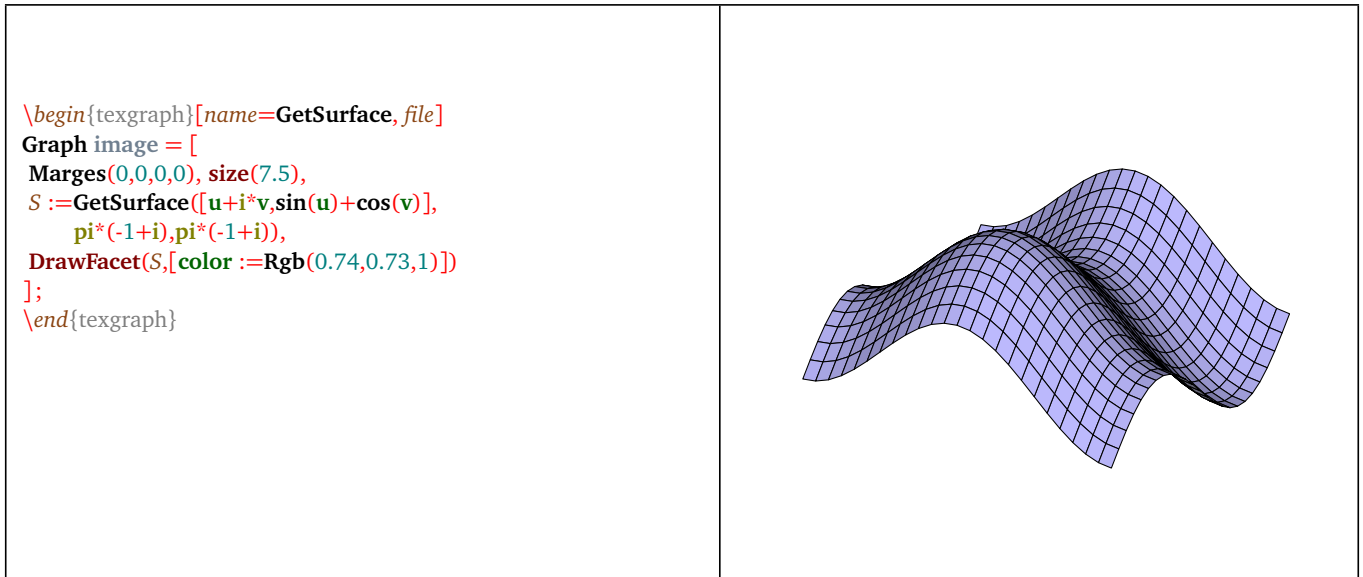 \begin{texgraph}[name=GetSurface, file]
Graph image = [
Marges(0,0,0,0), size(7.5),
S :=GetSurface([u+i*v,sin(u)+cos(v)],
pi*(-1+i),pi*(-1+i)),
DrawFacet(S,[color :=Rgb(0.74,0.73,1)])
];
\end{texgraph}